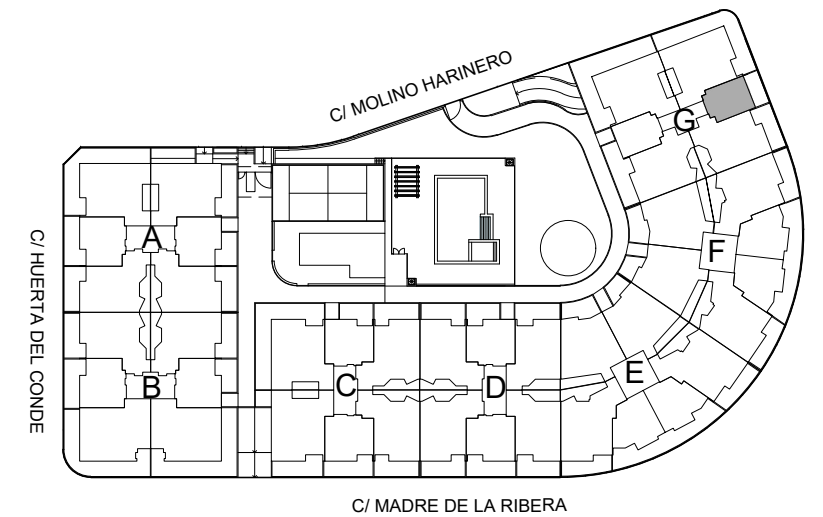 C/ MOLINO HARINERO
G
A
F
C/ HUERTA DEL CONDE
E
B
C
D
C/ MADRE DE LA RIBERA